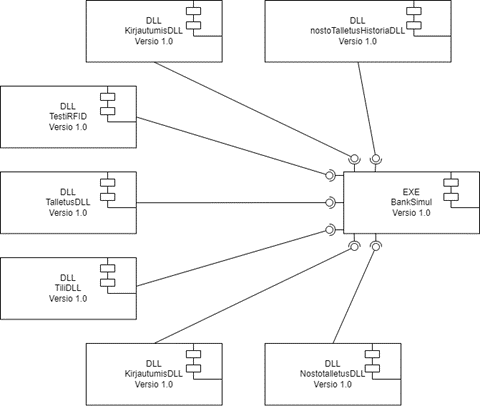 DLL
KirjautumisDLL
Versio 1.0
DLL
nostoTalletusHistoriaDLL
Versio 1.0
DLL
TestiRFID
Versio 1.0
DLL
TalletusDLL
Versio 1.0
EXE
BankSimul
Versio 1.0
DLL
TiliDLL
Versio 1.0
DLL
KirjautumisDLL
Versio 1.0
DLL
NostotalletusDLL
Versio 1.0